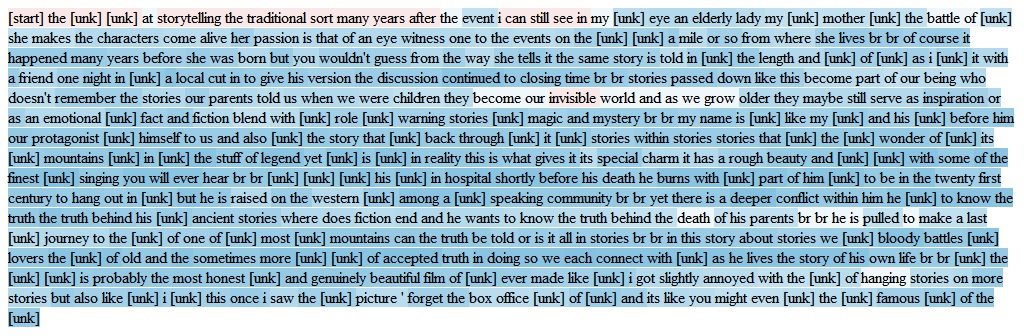 [start] the [unk] [unk] at storytelling the traditional sort many years after the event i can still see in my [unk] eye an elderly lady my [unk] mother [unk] the battle of [unk]
she makes the characters come alive her passion is that of an eye witness one to the events on the [unk] [unk] a mile or so from where she lives br br of course it
happened many years before she was born but you wouldn't guess from the way she tells it the same story is told in [unk] the length and [unk] of [unk] as i [unk] it with
a friend one night in [unk] a local cut in to give his version the discussion continued to closing time br br stories passed down like this become part of our being who
doesn't remember the stories our parents told us when we were children they become our invisible world and as we grow older they maybe still serve as inspiration or
as an emotional [unk] fact and fiction blend with [unk] role [unk] warning stories [unk] magic and mystery br br my name is [unk] like my [unk] and his [unk] before him
our protagonist [unk] himself to us and also [unk] the story that [unk] back through [unk] it [unk] stories within stories stories that [unk] the [unk] wonder of [unk] its
[unk] mountains [unk] in [unk] the stuff of legend yet [unk] is [unk] in reality this is what gives it its special charm it has a rough beauty and [unk] [unk] with some of the
finest [unk] singing you will ever hear br br [unk] [unk] [unk] his [unk] in hospital shortly before his death he burns with [unk] part of him [unk] to be in the twenty first
century to hang out in [unk] but he is raised on the western [unk] among a [unk] speaking community br br yet there is a deeper conflict within him he [unk] to know the
truth the truth behind his [unk] ancient stories where does fiction end and he wants to know the truth behind the death of his parents br br he is pulled to make a last
[unk] journey to the [unk] of one of [unk] most [unk] mountains can the truth be told or is it all in stories br br in this story about stories we [unk] bloody battles [unk]
lovers the [unk] of old and the sometimes more [unk] [unk] of accepted truth in doing so we each connect with [unk] as he lives the story of his own life br br [unk] the
[unk] [unk] is probably the most honest [unk] and genuinely beautiful film of [unk] ever made like [unk] i got slightly annoyed with the [unk] of hanging stories on more
stories but also like [unk] i [unk] this once i saw the [unk] picture ' forget the box office [unk] of [unk] and its like you might even [unk] the [unk] famous [unk] of the
[unk]